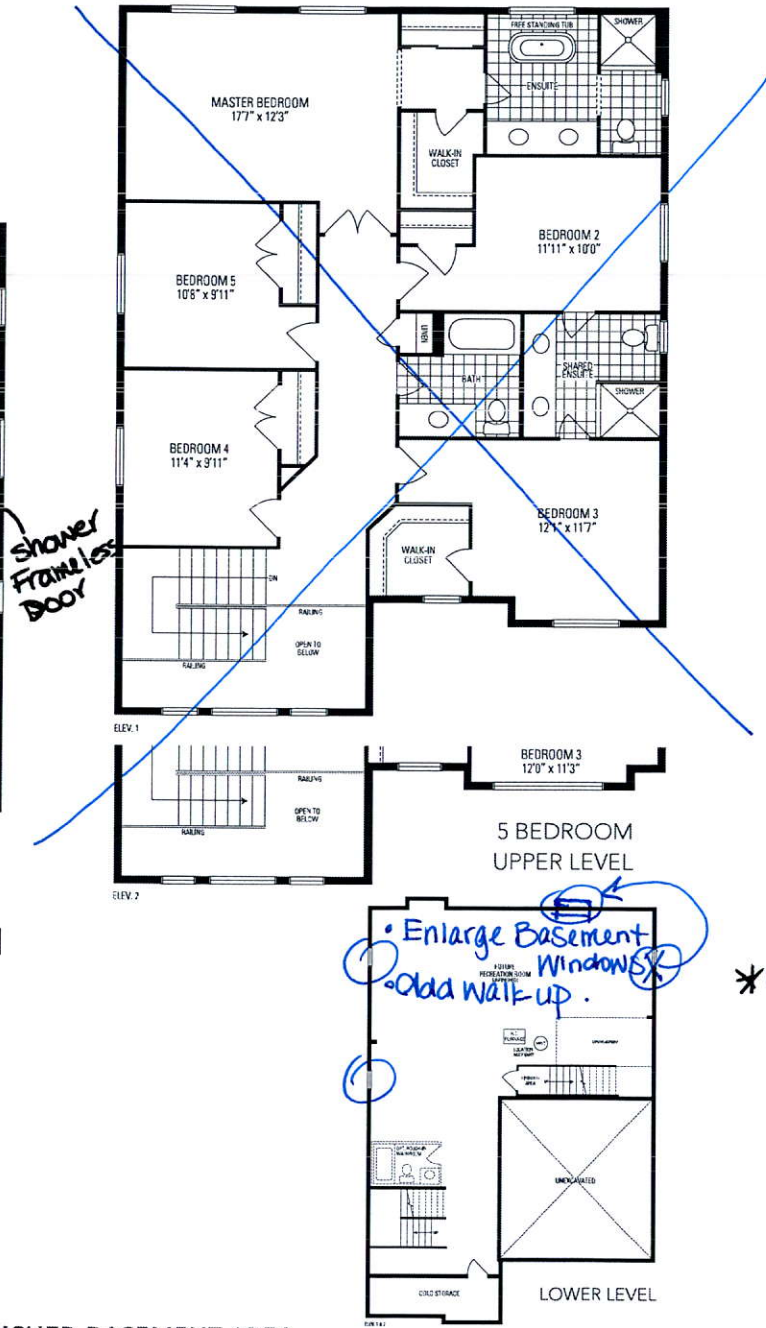 FREE STANDING TUB
SHOWER
MASTER BEDROOM
17'7" x 12'3"
ENSUITE
WALK-IN
CLOSET
BEDROOM 2
11'11" x 10'0"
BEDROOM 5
10'8" x 9'11"
LINEN
BATH
SHARED
ENSUITE
SHOWER
BEDROOM 4
11'4" x 9'11"
BEDROOM 3
12'1" x 11'7"
WALK-IN
CLOSET
shower
Frameless
Door
DN
RAILING
OPEN TO
BELOW
RAILING
ELEV. 1
BEDROOM 3
12'0" x 11'3"
RAILING
OPEN TO
BELOW
RAILING
ELEV. 2
5 BEDROOM
UPPER LEVEL
• Enlarge Basement
Windows
• Add walk-up.
FUTURE
RECREATION ROOM
*
UNEXCAVATED
COLD STORAGE
LOWER LEVEL